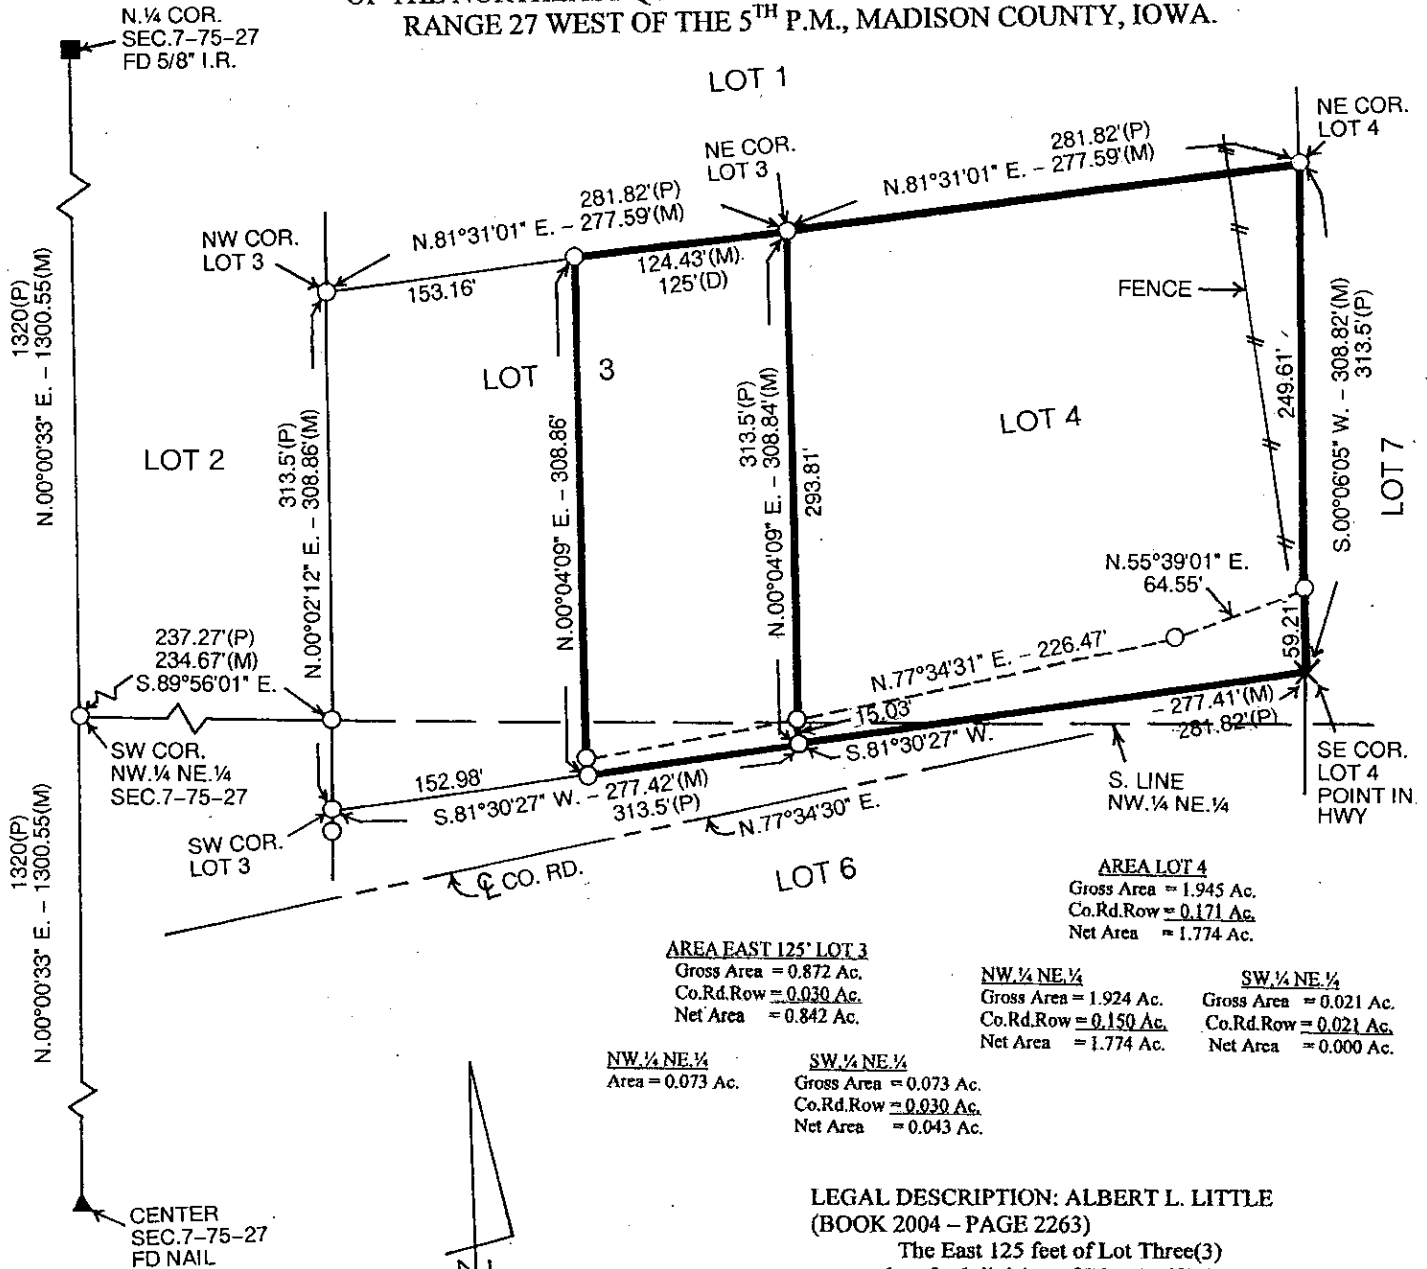 RANGE 27 WEST OF THE 5TH P.M., MADISON COUNTY, IOWA.
N.¼ COR.
SEC.7-75-27
FD 5/8" I.R.
LOT 1
NE COR.
LOT 4
NE COR.
LOT 3
281.82'(P)
N.81°31'01" E. - 277.59'(M)
281.82'(P)
N.81°31'01" E. - 277.59'(M)
NW COR.
LOT 3
153.16'
124.43'(M)
125'(D)
FENCE
1320(P)
N.00°00'33" E. - 1300.55(M)
LOT 2
LOT 3
LOT 4
LOT 7
313.5'(P)
N.00°02'12" E. - 308.86'(M)
N.00°04'09" E. - 308.86'
313.5'(P)
N.00°04'09" E. - 308.84'(M)
293.81'
249.61'
S.00°06'05" W. - 308.82'(M)
313.5'(P)
N.55°39'01" E.
64.55'
59.21
237.27'(P)
234.67'(M)
S.89°56'01" E.
N.77°34'31" E. - 226.47'
15.03'
- 277.41'(M)
281.82'(P)
S.81°30'27" W.
SW COR.
NW.¼ NE.¼
SEC.7-75-27
152.98'
S.81°30'27" W. - 277.42'(M)
313.5'(P)
N.77°34'30" E.
S. LINE
NW.¼ NE.¼
SE COR.
LOT 4
POINT IN
HWY
1320(P)
N.00°00'33" E. - 1300.55(M)
SW COR.
LOT 3
℄ CO. RD.
LOT 6
AREA LOT 4
Gross Area = 1.945 Ac.
Co.Rd.Row = 0.171 Ac.
Net Area = 1.774 Ac.
AREA EAST 125' LOT 3
Gross Area = 0.872 Ac.
Co.Rd.Row = 0.030 Ac.
Net Area = 0.842 Ac.
NW.¼ NE.¼
Gross Area = 1.924 Ac.
Co.Rd.Row = 0.150 Ac.
Net Area = 1.774 Ac.
SW.¼ NE.¼
Gross Area = 0.021 Ac.
Co.Rd.Row = 0.021 Ac.
Net Area = 0.000 Ac.
NW.¼ NE.¼
Area = 0.073 Ac.
SW.¼ NE.¼
Gross Area = 0.073 Ac.
Co.Rd.Row = 0.030 Ac.
Net Area = 0.043 Ac.
CENTER
SEC.7-75-27
FD NAIL
LEGAL DESCRIPTION: ALBERT L. LITTLE
(BOOK 2004 – PAGE 2263)
The East 125 feet of Lot Three(3)